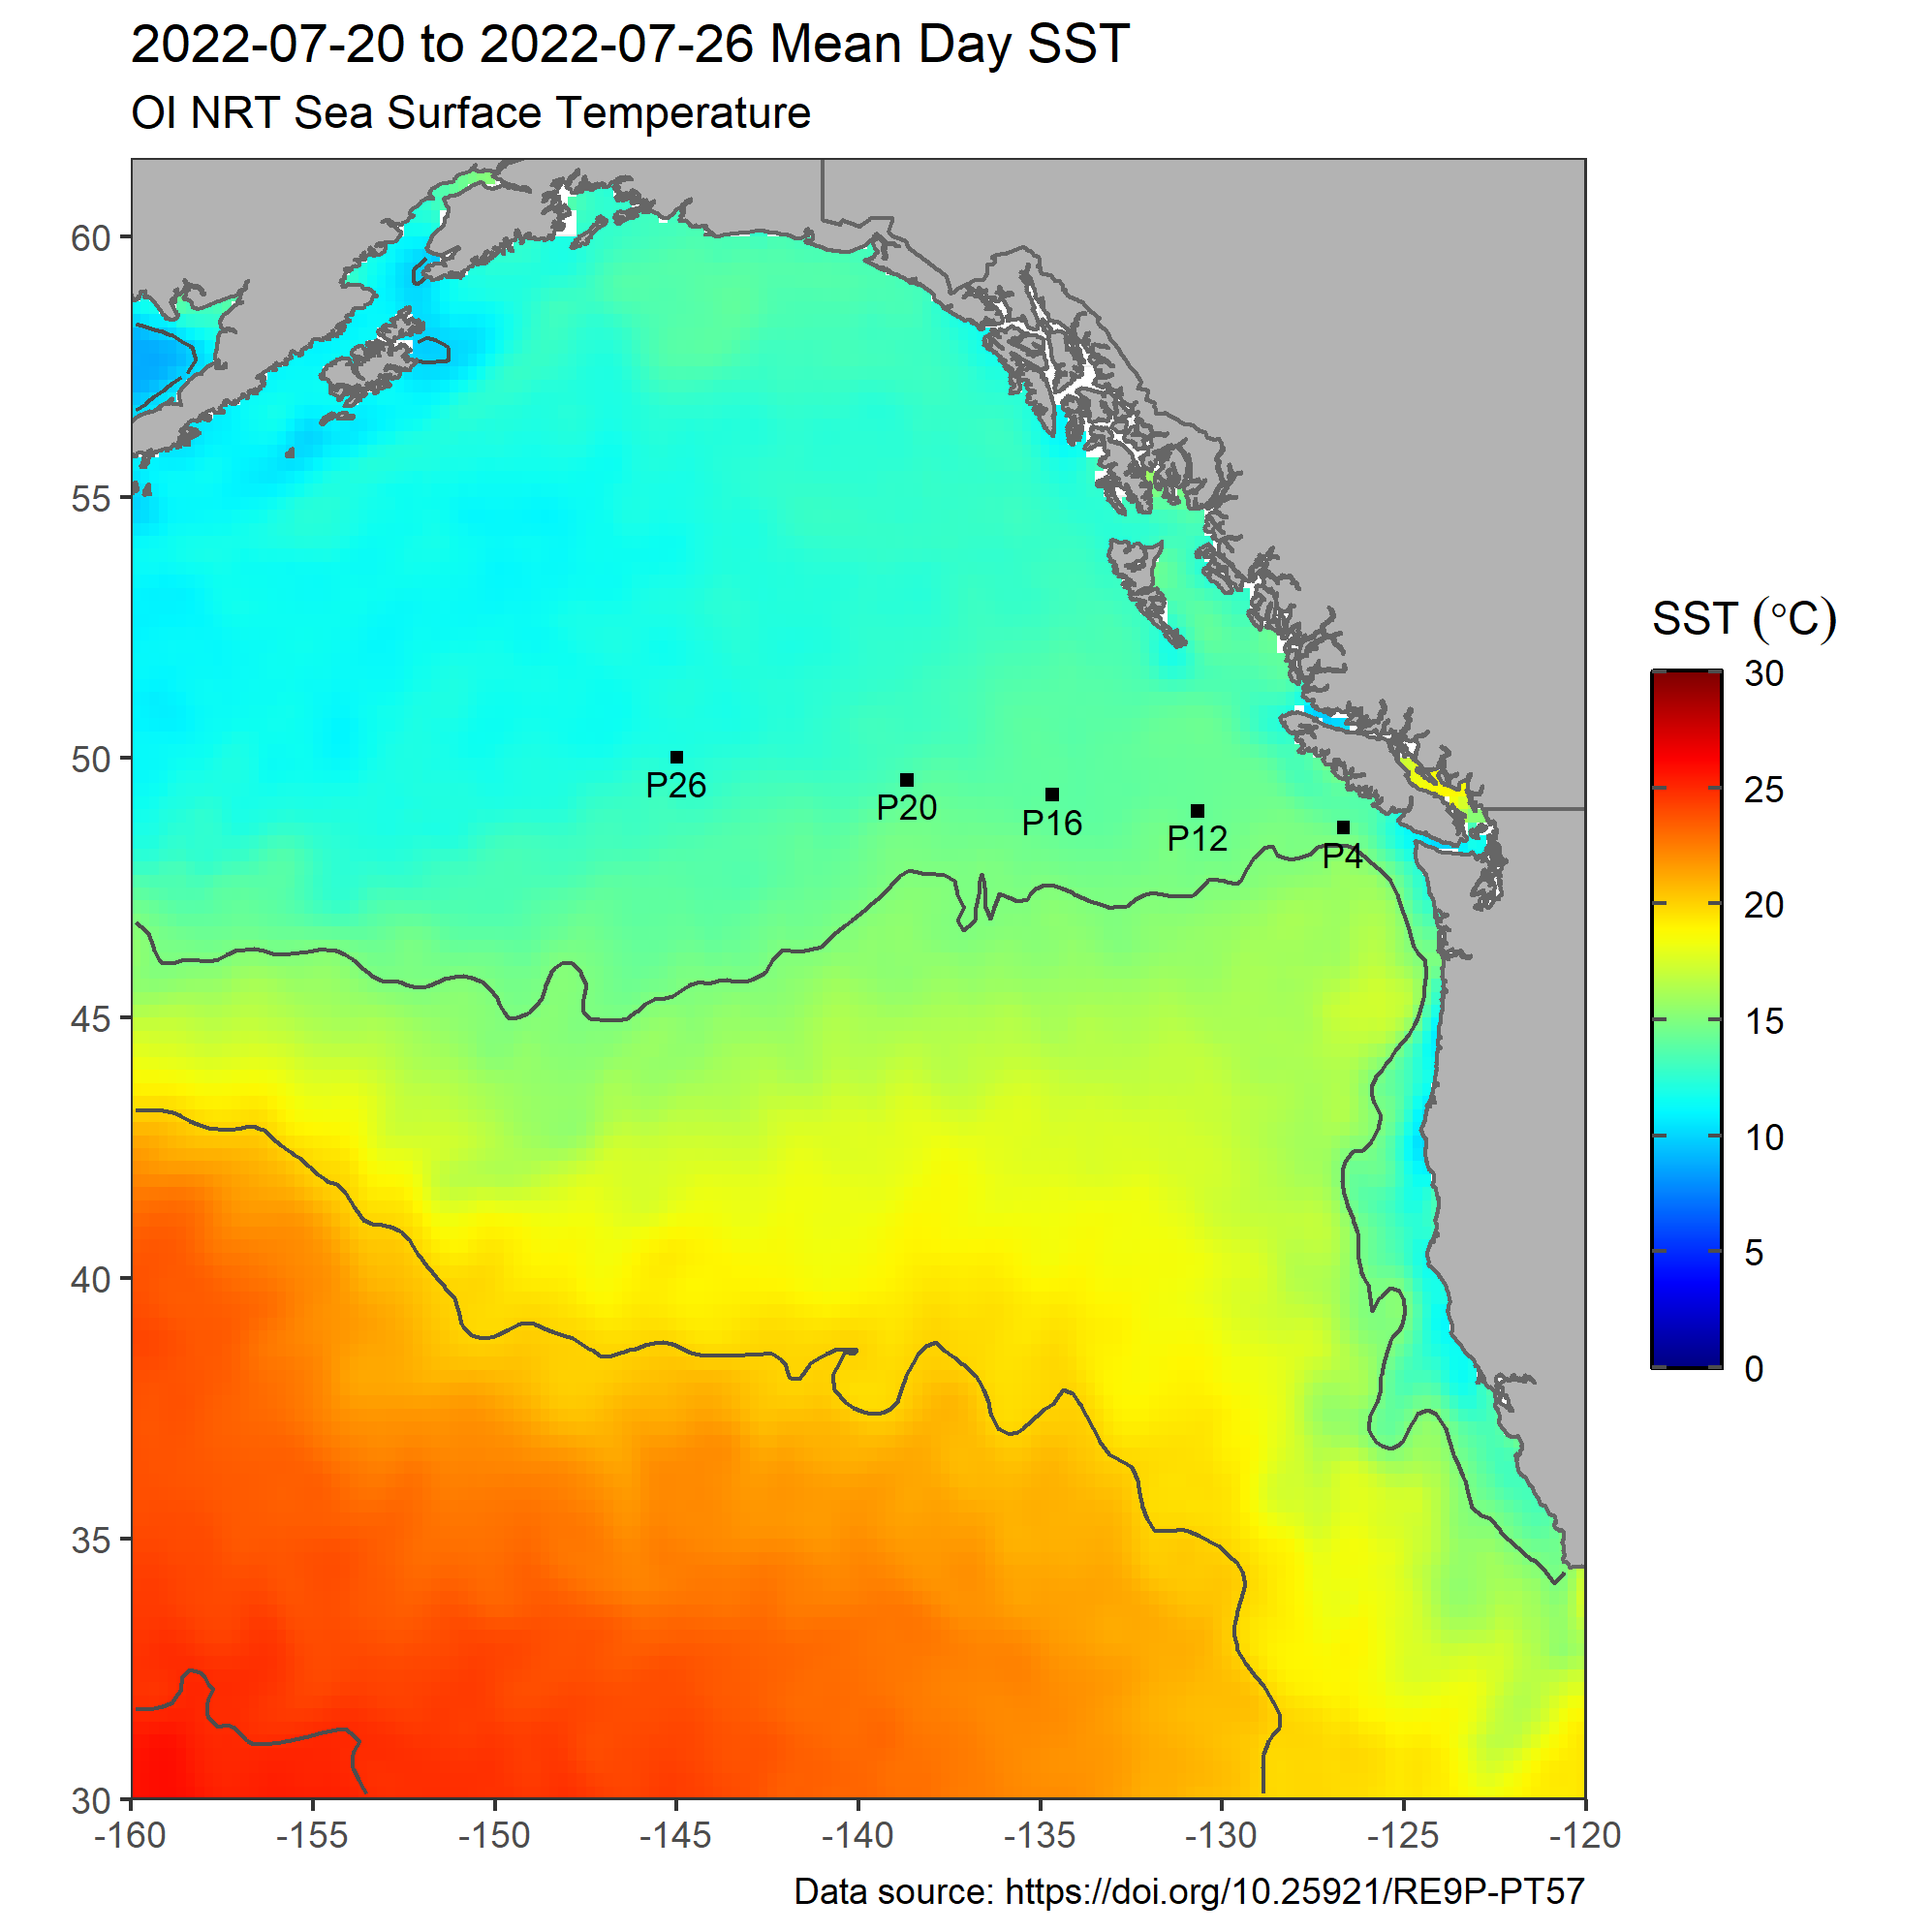 2022-07-20 to 2022-07-26 Mean Day SST
OI NRT Sea Surface Temperature
60
55
50
45
40
35
30
-160
-155
-150
-145
-140
-135
-130
-125
-120
P26
P20
P16
P12
P4
SST (°C)
30
25
20
15
10
5
0
Data source: https://doi.org/10.25921/RE9P-PT57